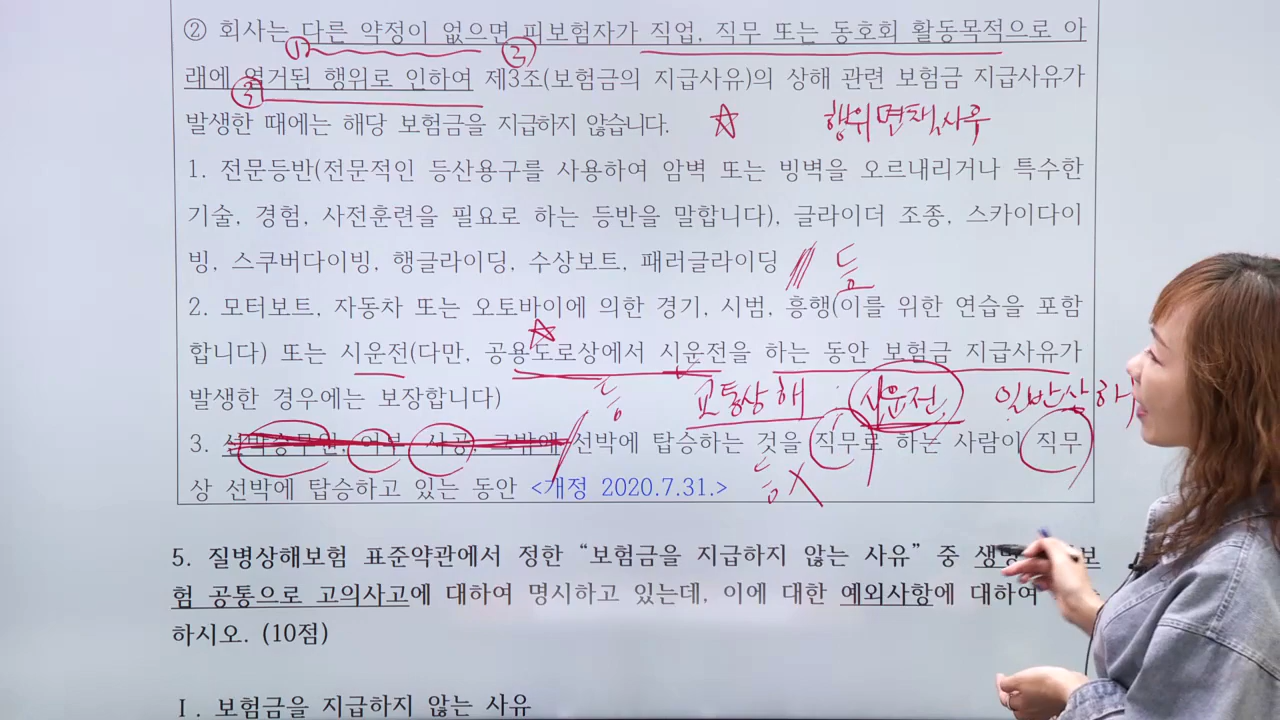 ② 회사는 다른 약정이 없으면 피보험자가 직업, 직무 또는 동호회 활동목적으로 아
① ②
래에 열거된 행위로 인하여 제3조(보험금의 지급사유)의 상해 관련 보험금 지급사유가
③
발생한 때에는 해당 보험금을 지급하지 않습니다. ☆ 행위면책사유
1. 전문등반(전문적인 등산용구를 사용하여 암벽 또는 빙벽을 오르내리거나 특수한
기술, 경험, 사전훈련을 필요로 하는 등반을 말합니다), 글라이더 조종, 스카이다이
빙, 스쿠버다이빙, 행글라이딩, 수상보트, 패러글라이딩 등
2. 모터보트, 자동차 또는 오토바이에 의한 경기, 시범, 흥행(이를 위한 연습을 포함
합니다) 또는 시운전(다만, 공용도로상에서 시운전을 하는 동안 보험금 지급사유가
발생한 경우에는 보장합니다) 등 교통상해 시운전 일반상해
3. 선박승무원, 어부, 사공, 그밖에 선박에 탑승하는 것을 직무로 하는 사람이 직무
상 선박에 탑승하고 있는 동안 <개정 2020.7.31.> 등 X
5. 질병상해보험 표준약관에서 정한 “보험금을 지급하지 않는 사유” 중
험 공통으로 고의사고에 대하여 명시하고 있는데, 이에 대한 예외사항에 대하여
하시오. (10점)
Ⅰ. 보험금을 지급하지 않는 사유